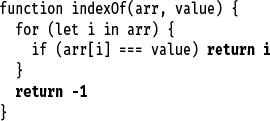 function indexOf(arr, value) {
  for (let i in arr) {
    if (arr[i] === value) return i
  }
  return -1
}